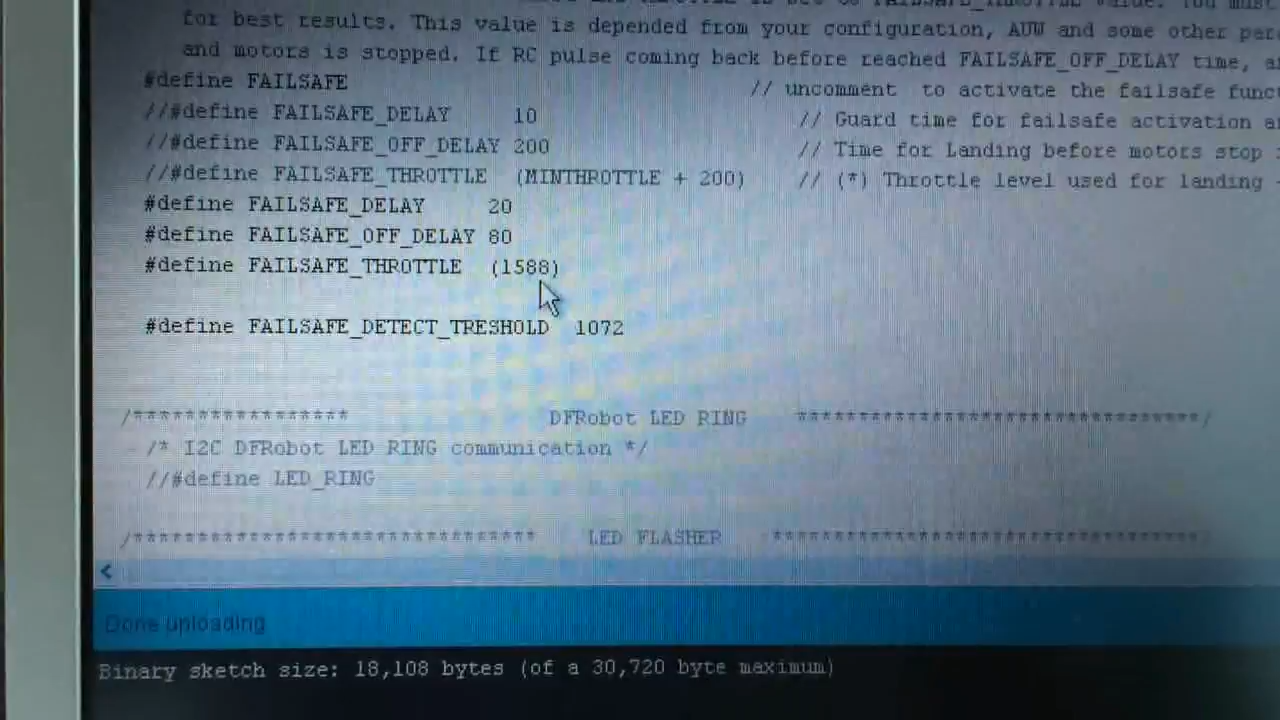 for best results. This value is depended from your configuration, AUW and some other
and motors is stopped. If RC pulse coming back before reached FAILSAFE_OFF_DELAY time,
#define FAILSAFE // uncomment to activate the failsafe
//#define FAILSAFE_DELAY 10 // Guard time for failsafe activation
//#define FAILSAFE_OFF_DELAY 200 // Time for Landing before motors stop
//#define FAILSAFE_THROTTLE (MINTHROTTLE + 200) // (*) Throttle level used for landing
#define FAILSAFE_DELAY 20
#define FAILSAFE_OFF_DELAY 80
#define FAILSAFE_THROTTLE (1588)
#define FAILSAFE_DETECT_TRESHOLD 1072
/***************** DFRobot LED RING ********************************/
/* I2C DFRobot LED RING communication */
//#define LED_RING
/******************************** LED FLASHER **********************************
Done uploading
Binary sketch size: 18,108 bytes (of a 30,720 byte maximum)